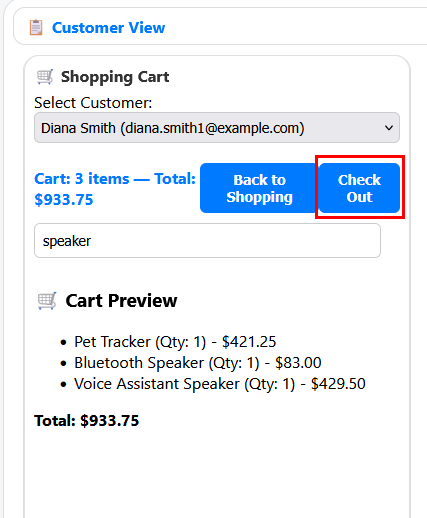 Customer View
Shopping Cart
Select Customer:
Diana Smith (diana.smith1@example.com)
Cart: 3 items — Total:
$933.75
Back to
Shopping
Check
Out
speaker
Cart Preview
• Pet Tracker (Qty: 1) - $421.25
• Bluetooth Speaker (Qty: 1) - $83.00
• Voice Assistant Speaker (Qty: 1) - $429.50
Total: $933.75